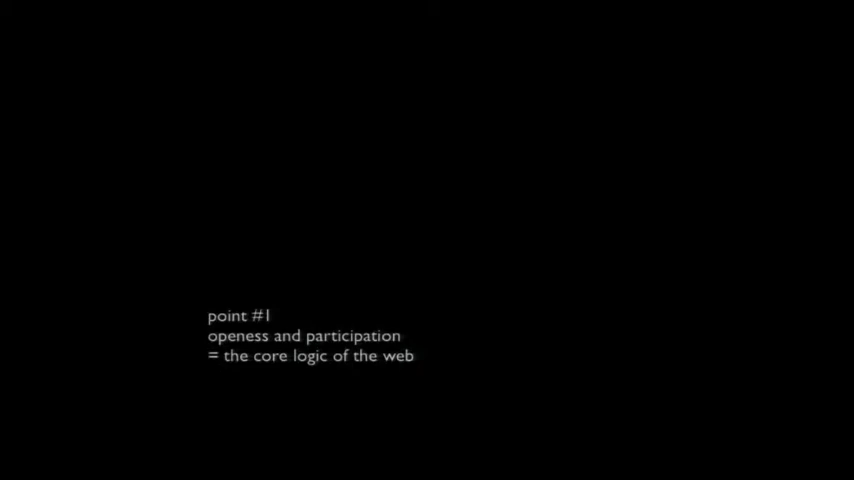 point #1
openess and participation
= the core logic of the web